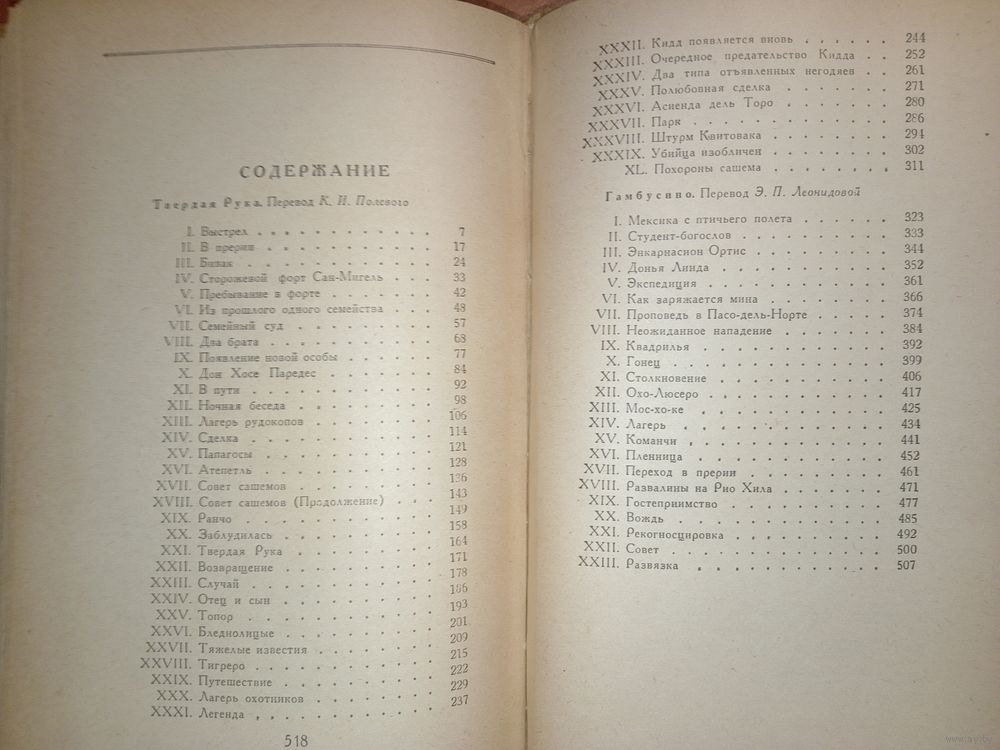 СОДЕРЖАНИЕ
Твердая Рука. Перевод К. Н. Полевого
I. Выстрел . . . . . . . . . . . . 7
II. В прерии . . . . . . . . . . . 17
III. Бивак . . . . . . . . . . . . 24
IV. Сторожевой форт Сан-Мигель . . . 33
V. Пребывание в форте . . . . . . . 42
VI. Из прошлого одного семейства . . . 48
VII. Семейный суд . . . . . . . . . 57
VIII. Два брата . . . . . . . . . . 68
IX. Появление новой особы . . . . . . 77
X. Дон Хосе Паредес . . . . . . . . 84
XI. В пути . . . . . . . . . . . . 92
XII. Ночная беседа . . . . . . . . . 98
XIII. Лагерь рудокопов . . . . . . . 106
XIV. Сделка . . . . . . . . . . . . 114
XV. Папагосы . . . . . . . . . . . 121
XVI. Атепетль . . . . . . . . . . . 128
XVII. Совет сашемов . . . . . . . . 136
XVIII. Совет сашемов (Продолжение) . . . 143
XIX. Ранчо . . . . . . . . . . . . 149
XX. Заблудилась . . . . . . . . . . 158
XXI. Твердая Рука . . . . . . . . . 164
XXII. Возвращение . . . . . . . . . 171
XXIII. Случай . . . . . . . . . . . 178
XXIV. Отец и сын . . . . . . . . . . 186
XXV. Топор . . . . . . . . . . . . 193
XXVI. Бледнолицые . . . . . . . . . 201
XXVII. Тяжелые известия . . . . . . . 209
XXVIII. Тигреро . . . . . . . . . . 215
XXIX. Путешествие . . . . . . . . . 222
XXX. Лагерь охотников . . . . . . . . 229
XXXI. Легенда . . . . . . . . . . . 237
518
XXXII. Кидд появляется вновь . . . . . . 244
XXXIII. Очередное предательство Кидда . . 252
XXXIV. Два типа отъявленных негодяев . . 261
XXXV. Полюбовная сделка . . . . . . . 271
XXXVI. Асиенда дель Торо . . . . . . . 280
XXXVII. Парк . . . . . . . . . . . . 286
XXXVIII. Штурм Квитовака . . . . . . . 294
XXXIX. Убийца изобличен . . . . . . . 302
XL. Похороны сашема . . . . . . . . 311
Гамбусино. Перевод Э. П. Леонидовой
I. Мексика с птичьего полета . . . . . 323
II. Студент-богослов . . . . . . . . 333
III. Энкарнасион Ортис . . . . . . . 344
IV. Донья Линда . . . . . . . . . . 352
V. Экспедиция . . . . . . . . . . . 361
VI. Как заряжается мина . . . . . . . 366
VII. Проповедь в Пасо-дель-Норте . . . . . 374
VIII. Неожиданное нападение . . . . . . 384
IX. Квадрилья . . . . . . . . . . . 392
X. Гонец . . . . . . . . . . . . . 399
XI. Столкновение . . . . . . . . . . 406
XII. Охо-Люсеро . . . . . . . . . . 417
XIII. Мос-хо-ке . . . . . . . . . . 425
XIV. Лагерь . . . . . . . . . . . . 434
XV. Команчи . . . . . . . . . . . . 441
XVI. Пленница . . . . . . . . . . . 452
XVII. Переход в прерии . . . . . . . . 461
XVIII. Развалины на Рио Хила . . . . . . 471
XIX. Гостеприимство . . . . . . . . . 477
XX. Вождь . . . . . . . . . . . . . 485
XXI. Рекогносцировка . . . . . . . . 492
XXII. Совет . . . . . . . . . . . . 500
XXIII. Развязка . . . . . . . . . . 507